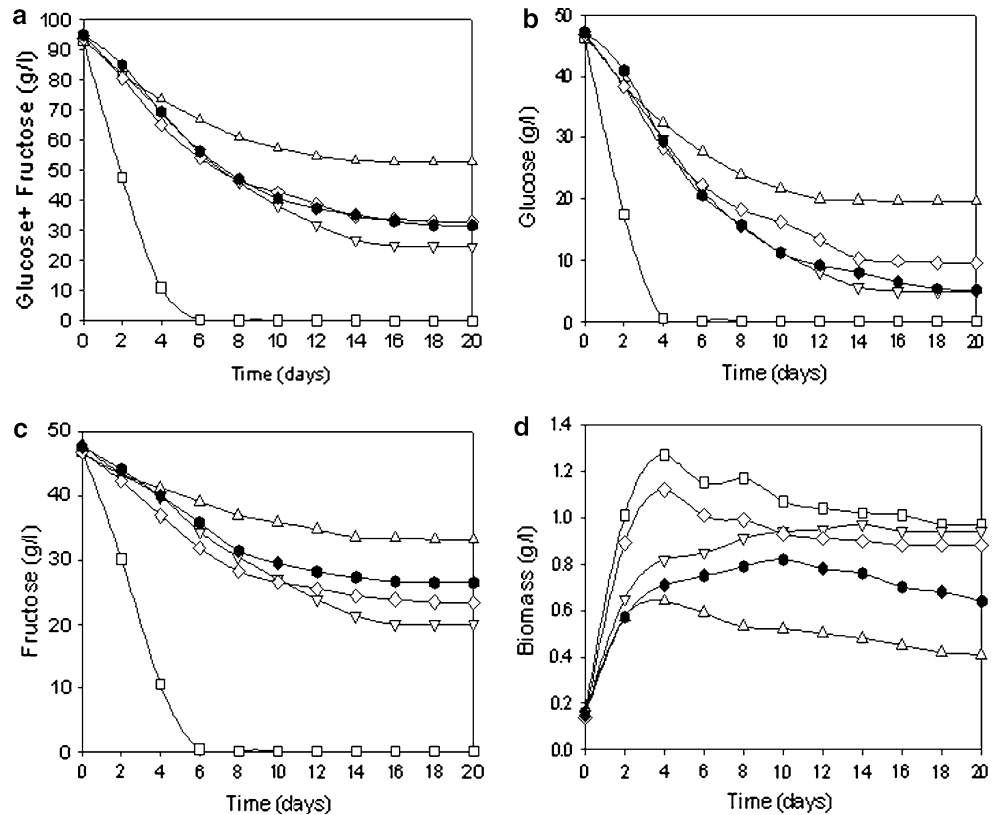 a
Glucose+ Fructose (g/l)
100
90
80
70
60
50
40
30
20
10
0
0 2 4 6 8 10 12 14 16 18 20
Time (days)
b
Glucose (g/l)
50
40
30
20
10
0
0 2 4 6 8 10 12 14 16 18 20
Time (days)
c
Fructose (g/l)
50
40
30
20
10
0
0 2 4 6 8 10 12 14 16 18 20
Time (days)
d
Biomass (g/l)
1.4
1.2
1.0
0.8
0.6
0.4
0.2
0.0
0 2 4 6 8 10 12 14 16 18 20
Time (days)